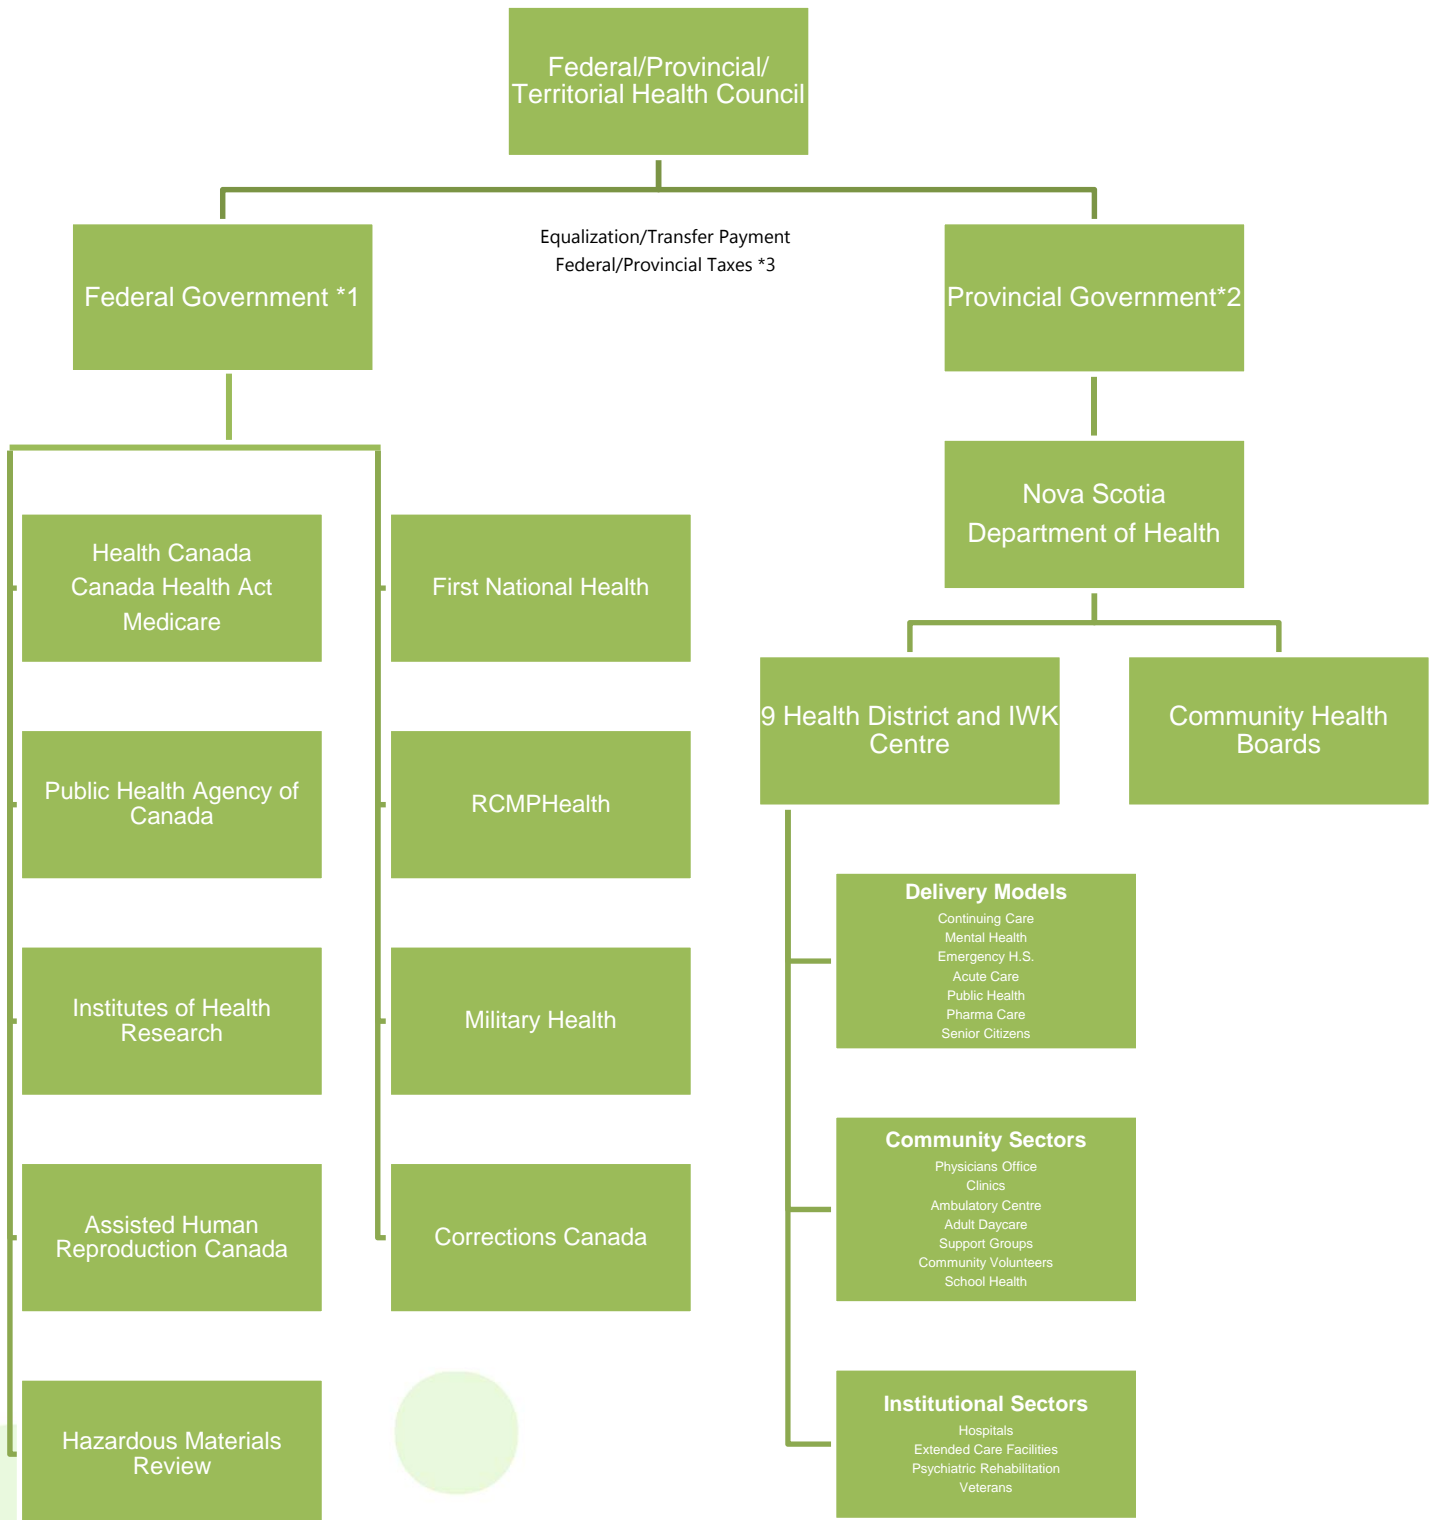 Federal/Provincial/
Territorial Health Council
Federal Government *1
Equalization/Transfer Payment
Federal/Provincial Taxes *3
Provincial Government*2
Health Canada
Canada Health Act
Medicare
First National Health
Public Health Agency of
Canada
RCMPHealth
Institutes of Health
Research
Military Health
Assisted Human
Reproduction Canada
Corrections Canada
Hazardous Materials
Review
Nova Scotia
Department of Health
9 Health District and IWK
Centre
Community Health
Boards
Delivery Models
Continuing Care
Mental Health
Emergency H.S.
Acute Care
Public Health
Pharma Care
Senior Citizens
Community Sectors
Physicians Office
Clinics
Ambulatory Centre
Adult Daycare
Support Groups
Community Volunteers
School Health
Institutional Sectors
Hospitals
Extended Care Facilities
Psychiatric Rehabilitation
Veterans